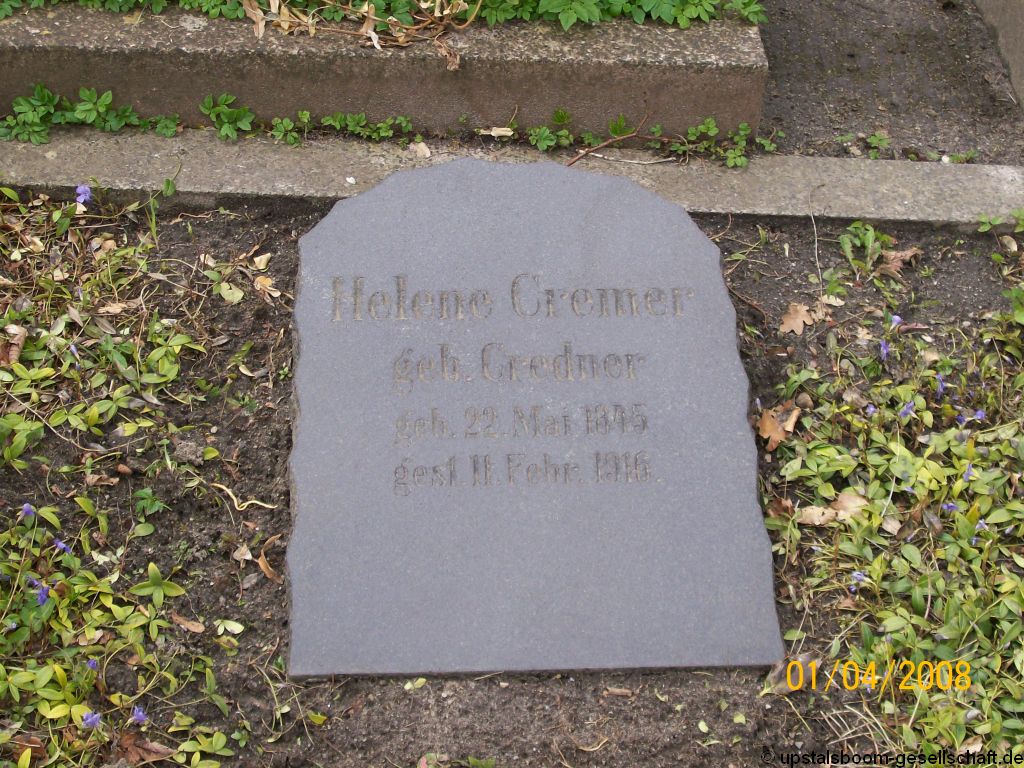 Helene Cremer
geb. Credner
geb. 22. Mai 1845
gest. 11. Febr. 1916.
01/04/2008
© upstalsboom-gesellschaft.de